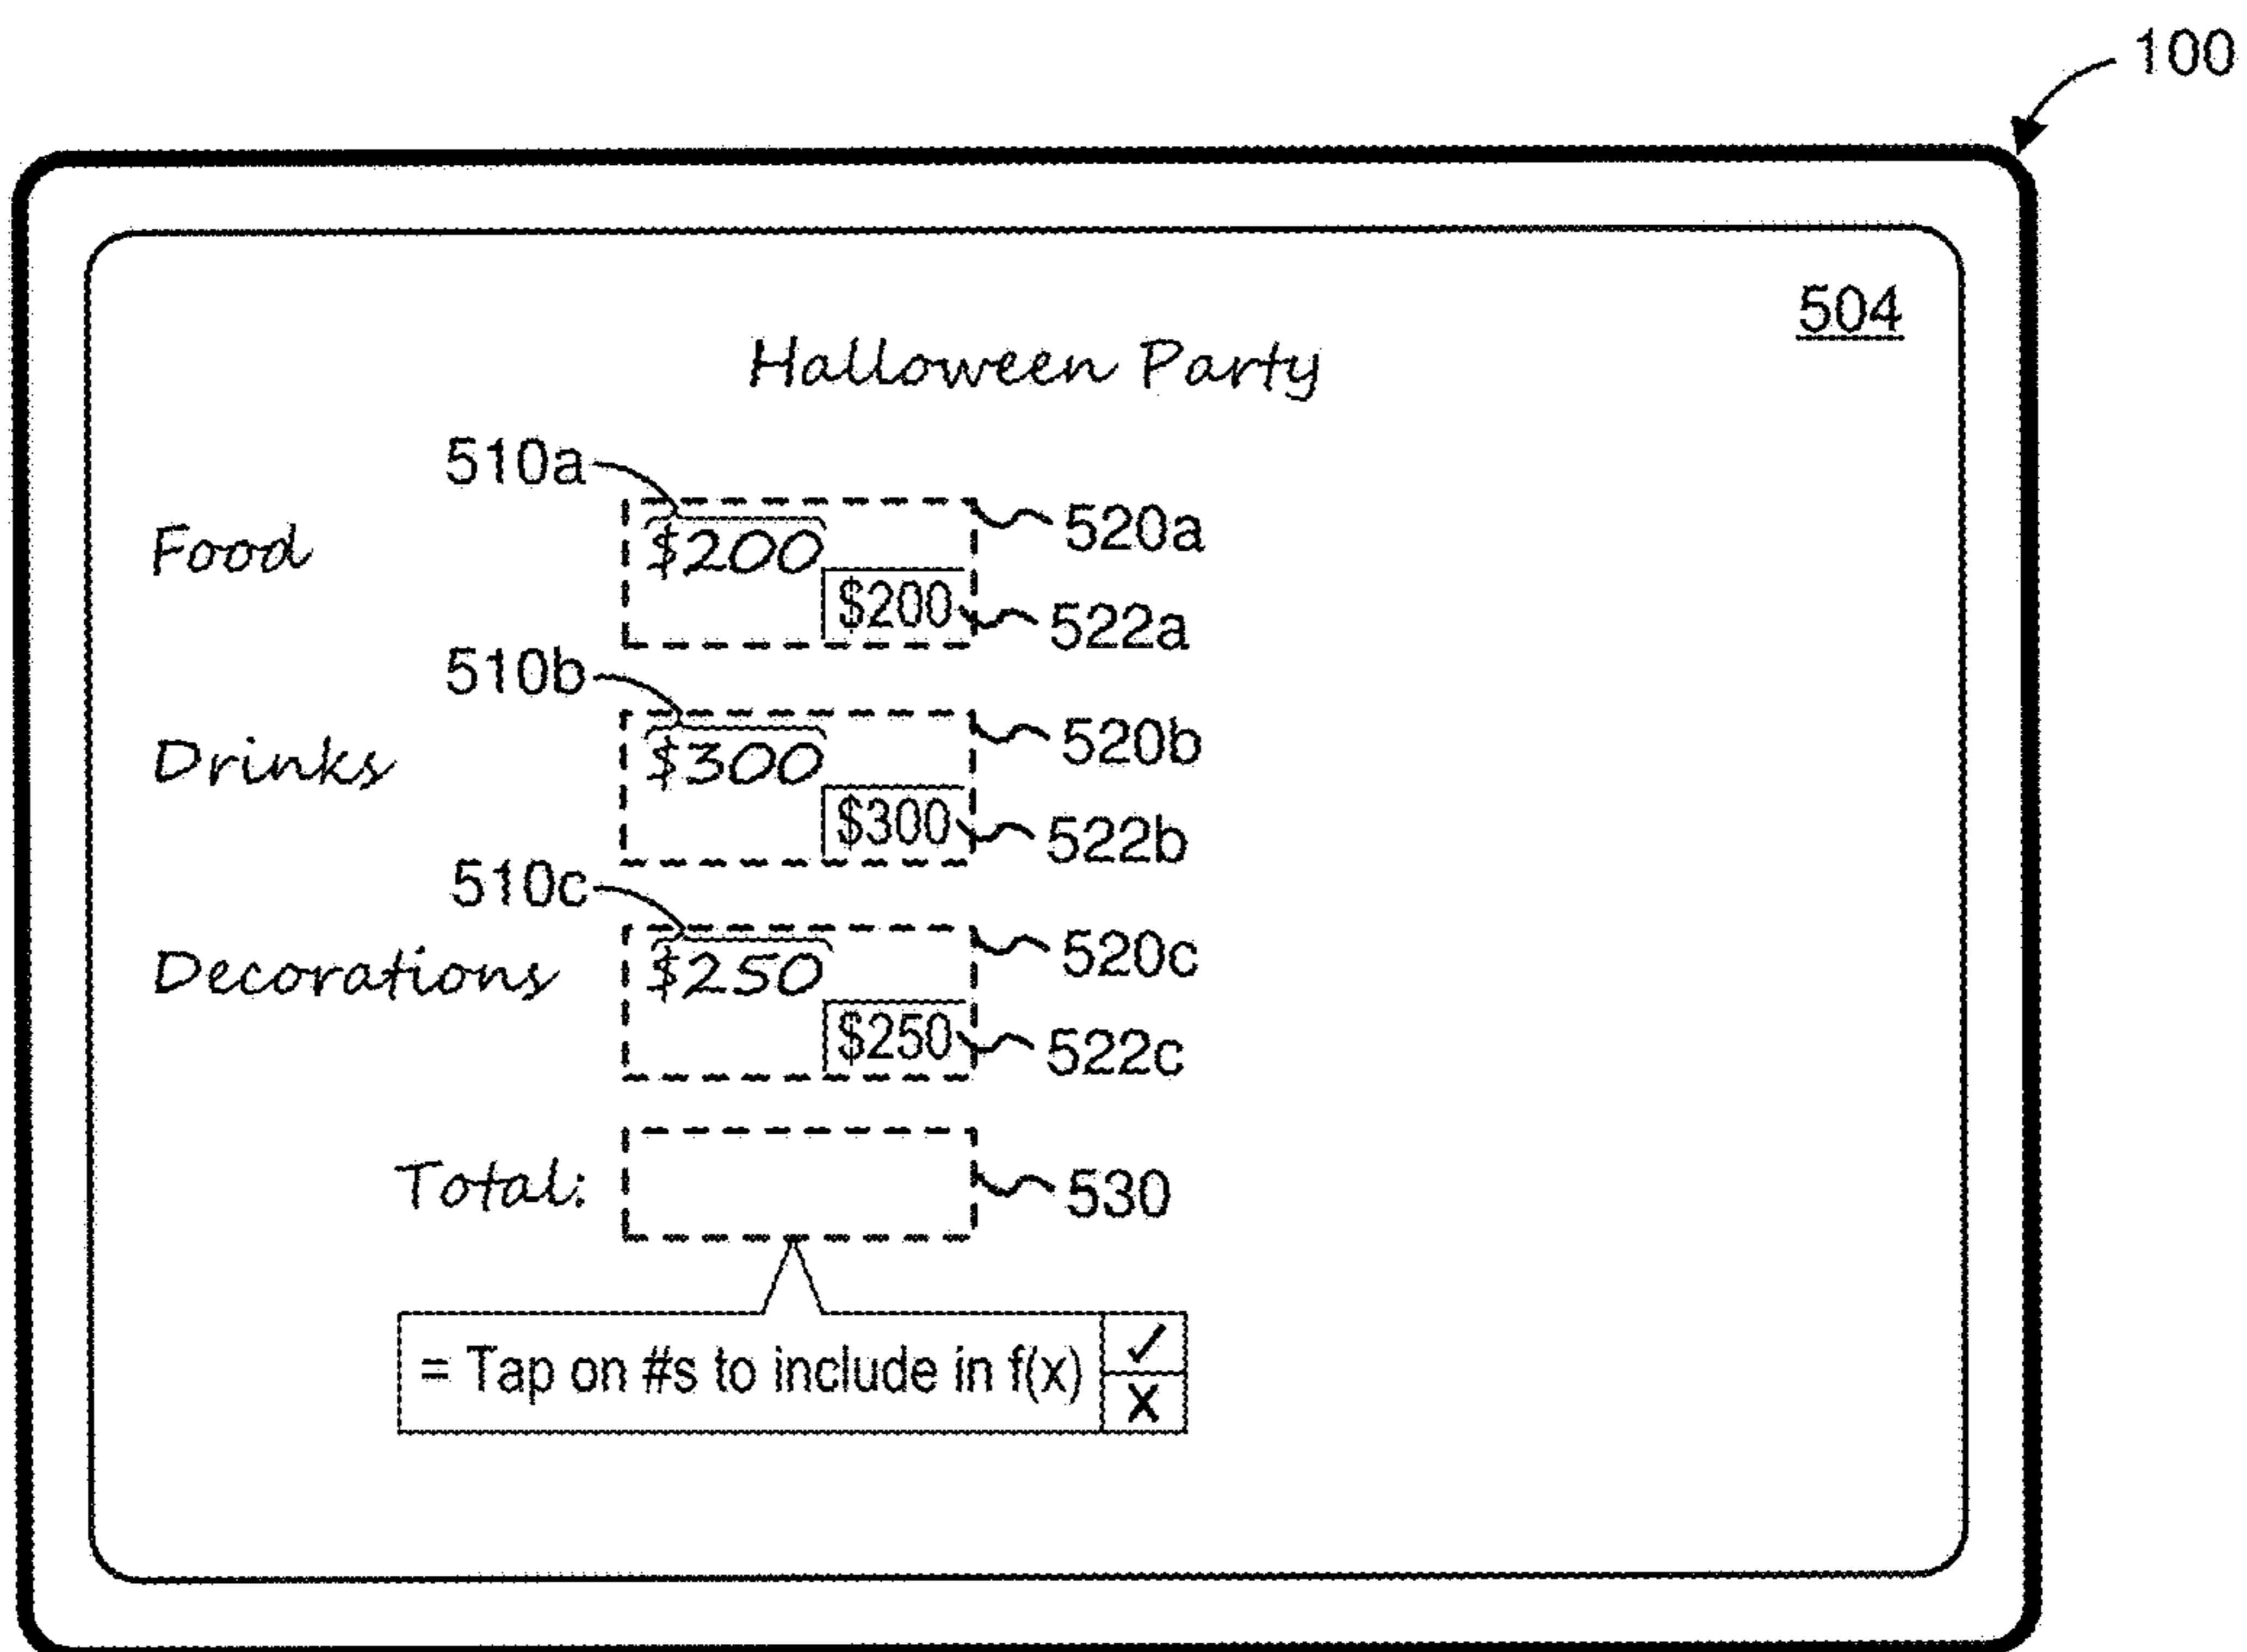 100
504
Halloween Party
510a
Food $200 520a
$200 522a
510b
Drinks $300 520b
$300 522b
510c
Decorations $250 520c
$250 522c
Total: 530
= Tap on #s to include in f(x) ✓
X